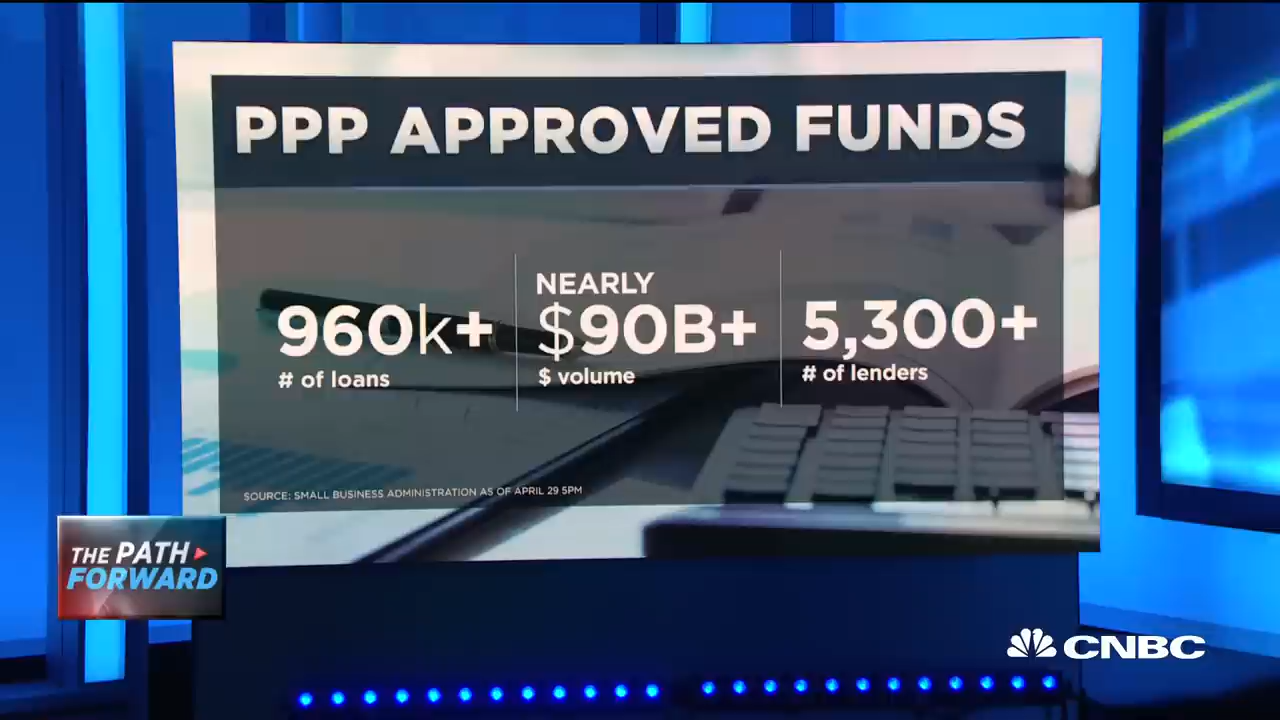 PPP APPROVED FUNDS
960k+
# of loans
NEARLY
$90B+
$ volume
5,300+
# of lenders
SOURCE: SMALL BUSINESS ADMINISTRATION AS OF APRIL 29 5PM
THE PATH
FORWARD
CNBC